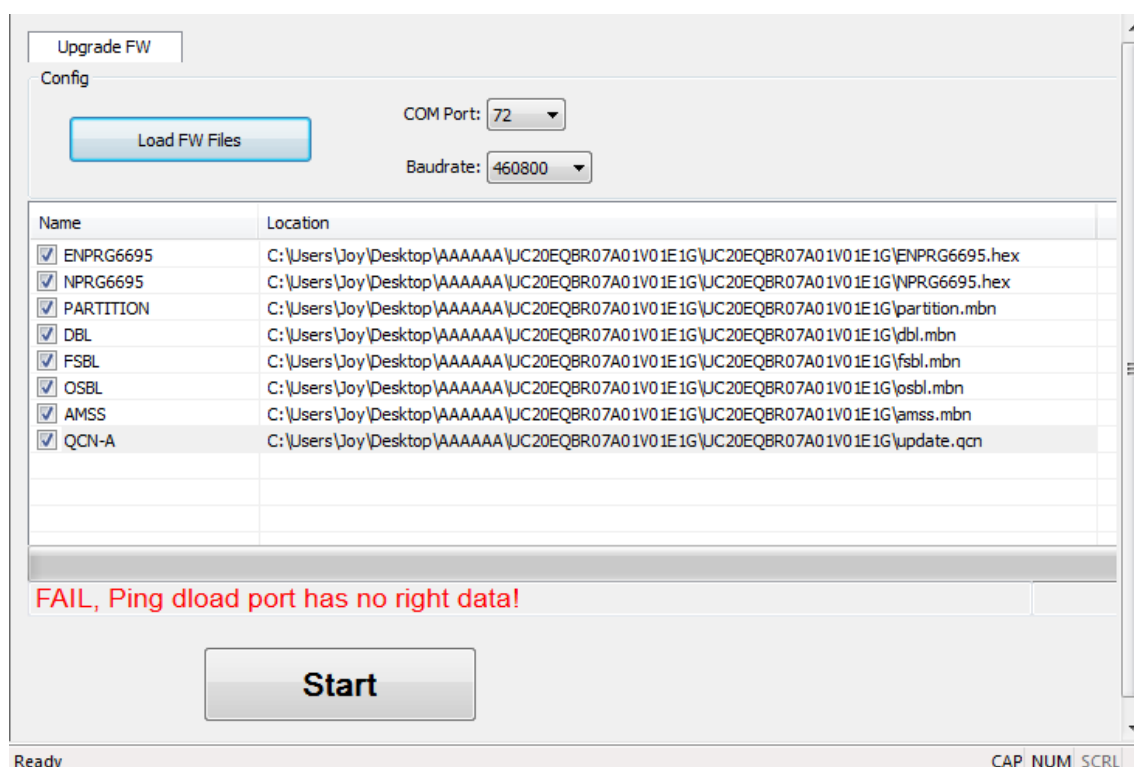 Upgrade FW
Config
COM Port: 72
Load FW Files
Baudrate: 460800
Name Location
ENPRG6695 C:\Users\Joy\Desktop\AAAAAA\UC20EQBR07A01V01E1G\UC20EQBR07A01V01E1G\ENPRG6695.hex
NPRG6695 C:\Users\Joy\Desktop\AAAAAA\UC20EQBR07A01V01E1G\UC20EQBR07A01V01E1G\NPRG6695.hex
PARTITION C:\Users\Joy\Desktop\AAAAAA\UC20EQBR07A01V01E1G\UC20EQBR07A01V01E1G\partition.mbn
DBL C:\Users\Joy\Desktop\AAAAAA\UC20EQBR07A01V01E1G\UC20EQBR07A01V01E1G\dbl.mbn
FSBL C:\Users\Joy\Desktop\AAAAAA\UC20EQBR07A01V01E1G\UC20EQBR07A01V01E1G\fsbl.mbn
OSBL C:\Users\Joy\Desktop\AAAAAA\UC20EQBR07A01V01E1G\UC20EQBR07A01V01E1G\osbl.mbn
AMSS C:\Users\Joy\Desktop\AAAAAA\UC20EQBR07A01V01E1G\UC20EQBR07A01V01E1G\amss.mbn
QCN-A C:\Users\Joy\Desktop\AAAAAA\UC20EQBR07A01V01E1G\UC20EQBR07A01V01E1G\update.qcn
FAIL, Ping dload port has no right data!
Start
Ready CAP NUM SCRL